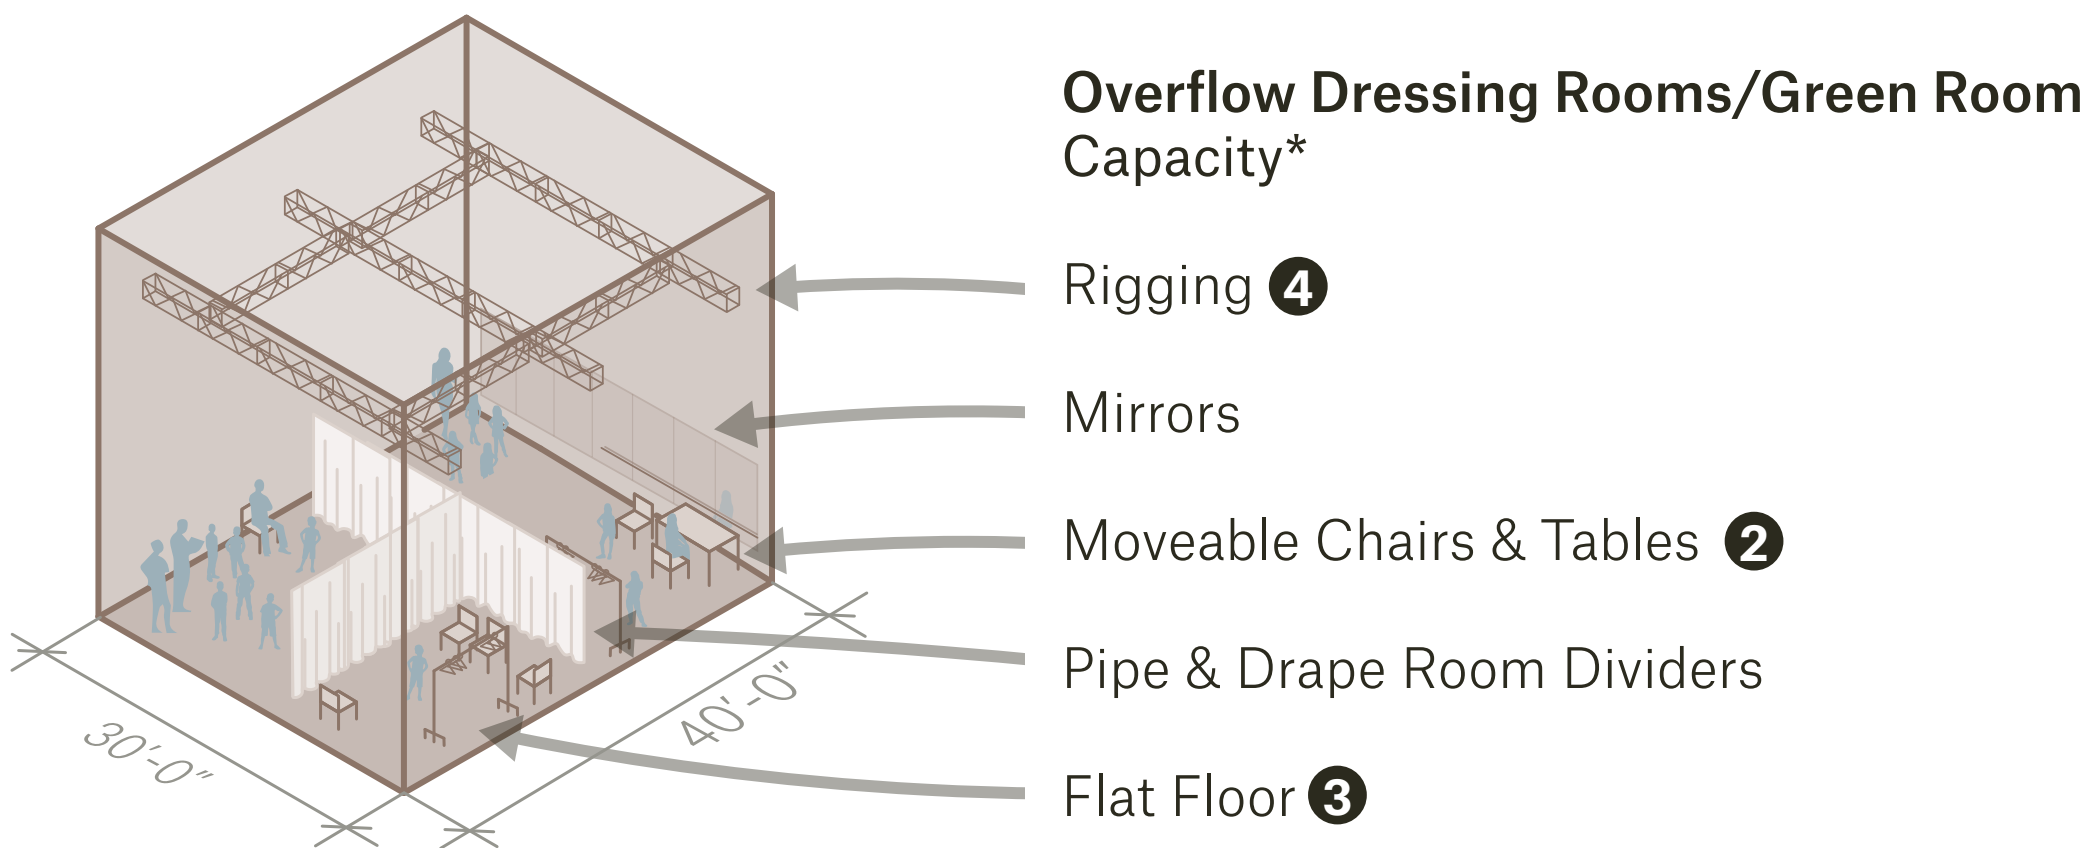 Overflow Dressing Rooms/Green Room
Capacity*
Rigging 4
Mirrors
Moveable Chairs & Tables 2
Pipe & Drape Room Dividers
Flat Floor 3
30'-0"
40'-0"